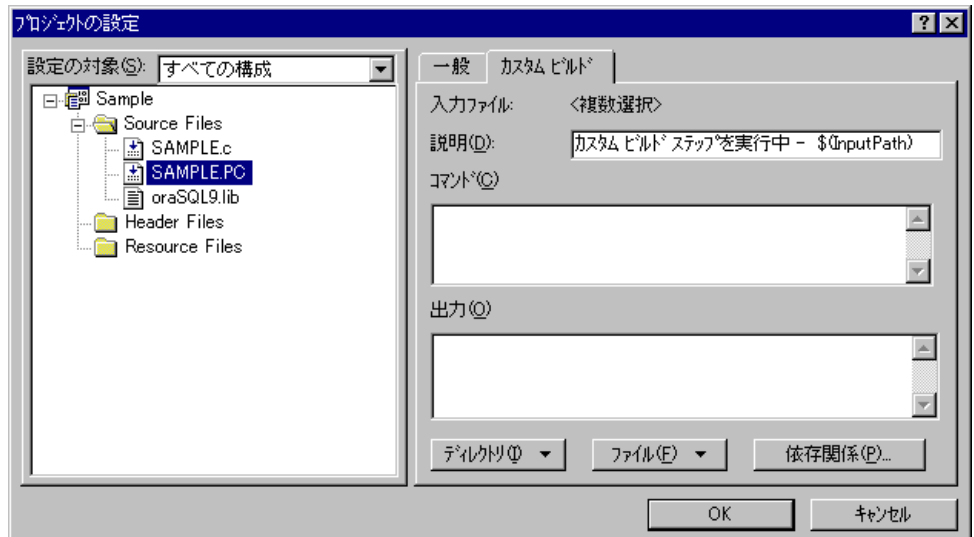 ﾌﾟﾛｼﾞｪｸﾄの設定
設定の対象(S): すべての構成
Sample
Source Files
SAMPLE.c
SAMPLE.PC
oraSQL9.lib
Header Files
Resource Files
一般 ｶｽﾀﾑ ﾋﾞﾙﾄﾞ
入力ﾌｧｲﾙ: <複数選択>
説明(D): ｶｽﾀﾑ ﾋﾞﾙﾄﾞ ｽﾃｯﾌﾟを実行中 - $(InputPath)
ｺﾏﾝﾄﾞ(C)
出力(O)
ﾃﾞｨﾚｸﾄﾘ(I) ﾌｧｲﾙ(F) 依存関係(P)...
OK ｷｬﾝｾﾙ